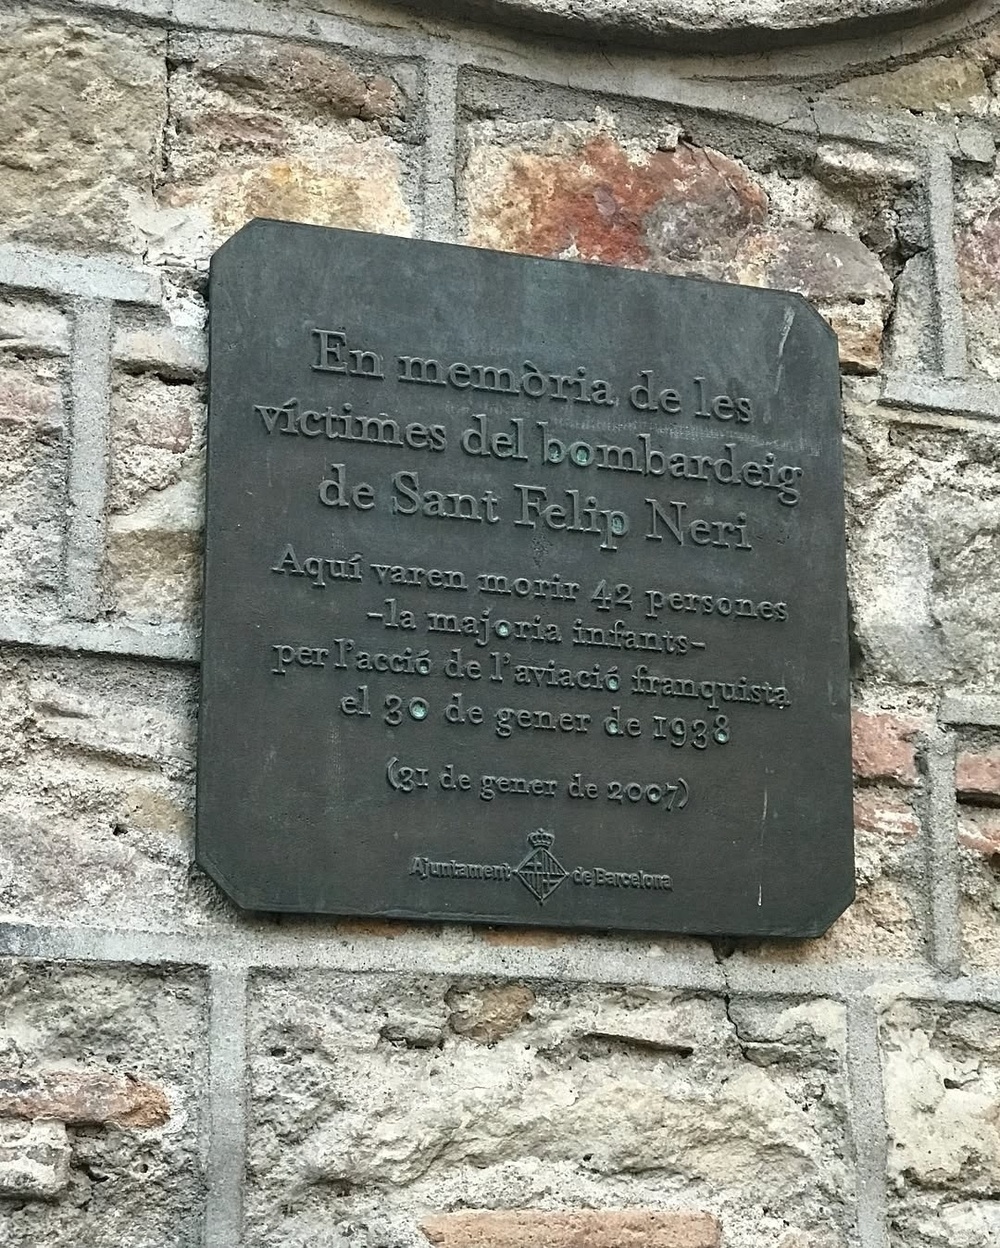 En memòria de les
víctimes del bombardeig
de Sant Felip Neri
Aquí varen morir 42 persones
-la majoria infants-
per l'acció de l'aviació franquista
el 30 de gener de 1938
(31 de gener de 2007)
Ajuntament de Barcelona